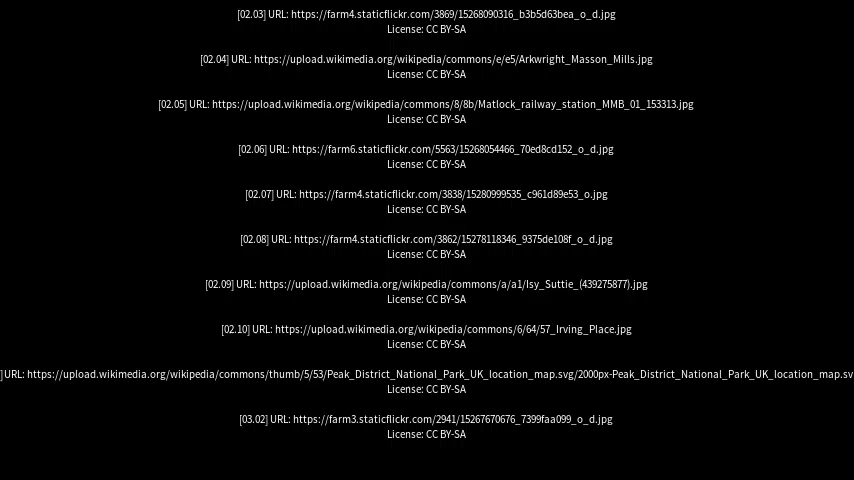 [02.03] URL: https://farm4.staticflickr.com/3869/15268090316_b3b5d63bea_o_d.jpg
License: CC BY-SA
[02.04] URL: https://upload.wikimedia.org/wikipedia/commons/e/e5/Arkwright_Masson_Mills.jpg
License: CC BY-SA
[02.05] URL: https://upload.wikimedia.org/wikipedia/commons/8/8b/Matlock_railway_station_MMB_01_153313.jpg
License: CC BY-SA
[02.06] URL: https://farm6.staticflickr.com/5563/15268054466_70ed8cd152_o_d.jpg
License: CC BY-SA
[02.07] URL: https://farm4.staticflickr.com/3838/15280999535_c961d89e53_o.jpg
License: CC BY-SA
[02.08] URL: https://farm4.staticflickr.com/3862/15278118346_9375de108f_o_d.jpg
License: CC BY-SA
[02.09] URL: https://upload.wikimedia.org/wikipedia/commons/a/a1/Isy_Suttie_(439275877).jpg
License: CC BY-SA
[02.10] URL: https://upload.wikimedia.org/wikipedia/commons/6/64/57_Irving_Place.jpg
License: CC BY-SA
] URL: https://upload.wikimedia.org/wikipedia/commons/thumb/5/53/Peak_District_National_Park_UK_location_map.svg/2000px-Peak_District_National_Park_UK_location_map.sv
License: CC BY-SA
[03.02] URL: https://farm3.staticflickr.com/2941/15267670676_7399faa099_o_d.jpg
License: CC BY-SA